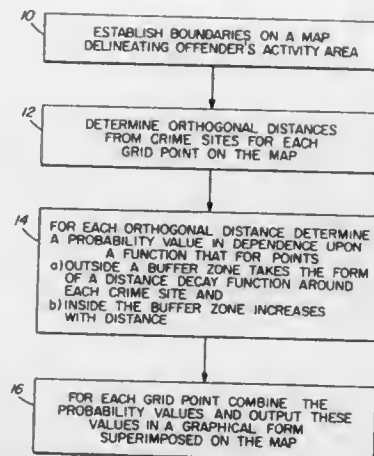 10
ESTABLISH BOUNDARIES ON A MAP
DELINEATING OFFENDER'S ACTIVITY AREA
12
DETERMINE ORTHOGONAL DISTANCES
FROM CRIME SITES FOR EACH
GRID POINT ON THE MAP
14
FOR EACH ORTHOGONAL DISTANCE DETERMINE
A PROBABILITY VALUE IN DEPENDENCE UPON
A FUNCTION THAT FOR POINTS
a) OUTSIDE A BUFFER ZONE TAKES THE FORM
OF A DISTANCE DECAY FUNCTION AROUND
EACH CRIME SITE AND
b) INSIDE THE BUFFER ZONE INCREASES
WITH DISTANCE
16
FOR EACH GRID POINT COMBINE THE
PROBABILITY VALUES AND OUTPUT THESE
VALUES IN A GRAPHICAL FORM
SUPERIMPOSED ON THE MAP